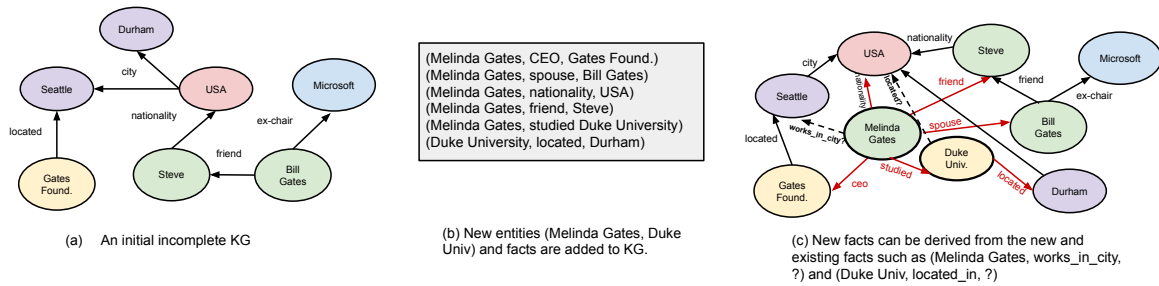 Durham
city
Seattle
USA
Microsoft
located
nationality
ex-chair
friend
Gates
Found.
Steve
Bill
Gates
(a) An initial incomplete KG
(Melinda Gates, CEO, Gates Found.)
(Melinda Gates, spouse, Bill Gates)
(Melinda Gates, nationality, USA)
(Melinda Gates, friend, Steve)
(Melinda Gates, studied Duke University)
(Duke University, located, Durham)
(b) New entities (Melinda Gates, Duke
Univ) and facts are added to KG.
nationality
USA
Steve
city
Microsoft
friend
friend
located?
nationality
Seattle
ex-chair
spouse
works_in_city?
Melinda
Gates
Bill
Gates
located
Duke
Univ.
studied
located
Gates
Found.
ceo
Durham
(c) New facts can be derived from the new and
existing facts such as (Melinda Gates, works_in_city,
?) and (Duke Univ, located_in, ?)